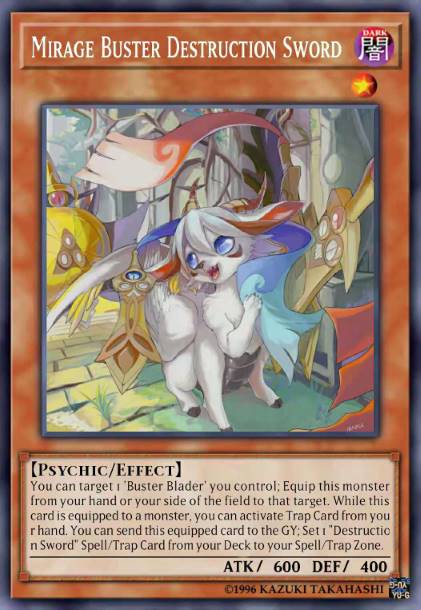 MIRAGE BUSTER DESTRUCTION SWORD
DARK
闇
[PSYCHIC/EFFECT]
You can target 1 'Buster Blader' you control; Equip this monster
from your hand or your side of the field to that target. While this
card is equipped to a monster, you can activate Trap Card from you
r hand. You can send this equipped card to the GY; Set 1 "Destructio
n Sword" Spell/Trap Card from your Deck to your Spell/Trap Zone.
ATK/ 600 DEF/ 400
©1996 KAZUKI TAKAHASHI